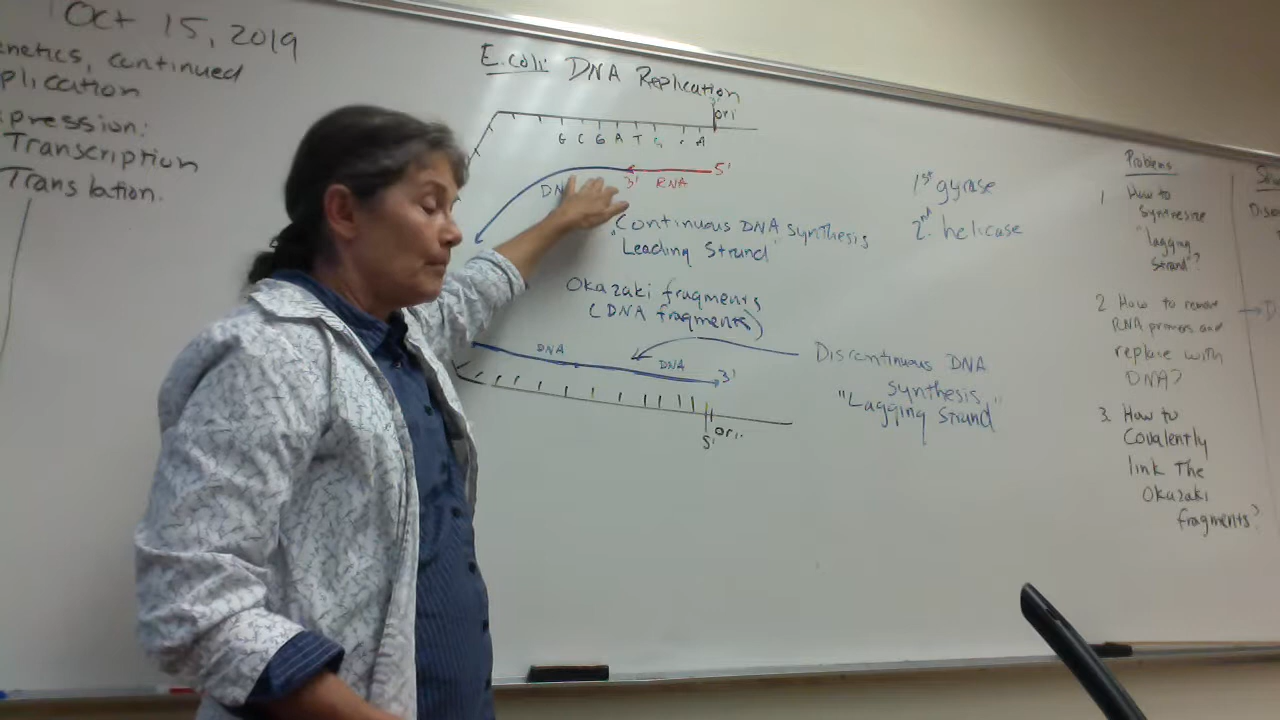 Oct 15, 2019
enetics, continued
plication
pression:
Transcription
Translation.
E. coli: DNA Replication
ori
G C G A T G A
5'
3' RNA
DN
"Continuous DNA synthesis
"Leading Strand"
Okazaki fragments
(DNA fragments)
DNA
DNA
3'
5'
ori.
Discontinuous DNA
synthesis
"Lagging Strand"
1st gyrase
2nd. helicase
Problems
1 How to
synthesize
"lagging
strand"?
2 How to remove
RNA primers and
replace with
DNA?
3. How to
Covalently
link The
Okazaki
fragments?